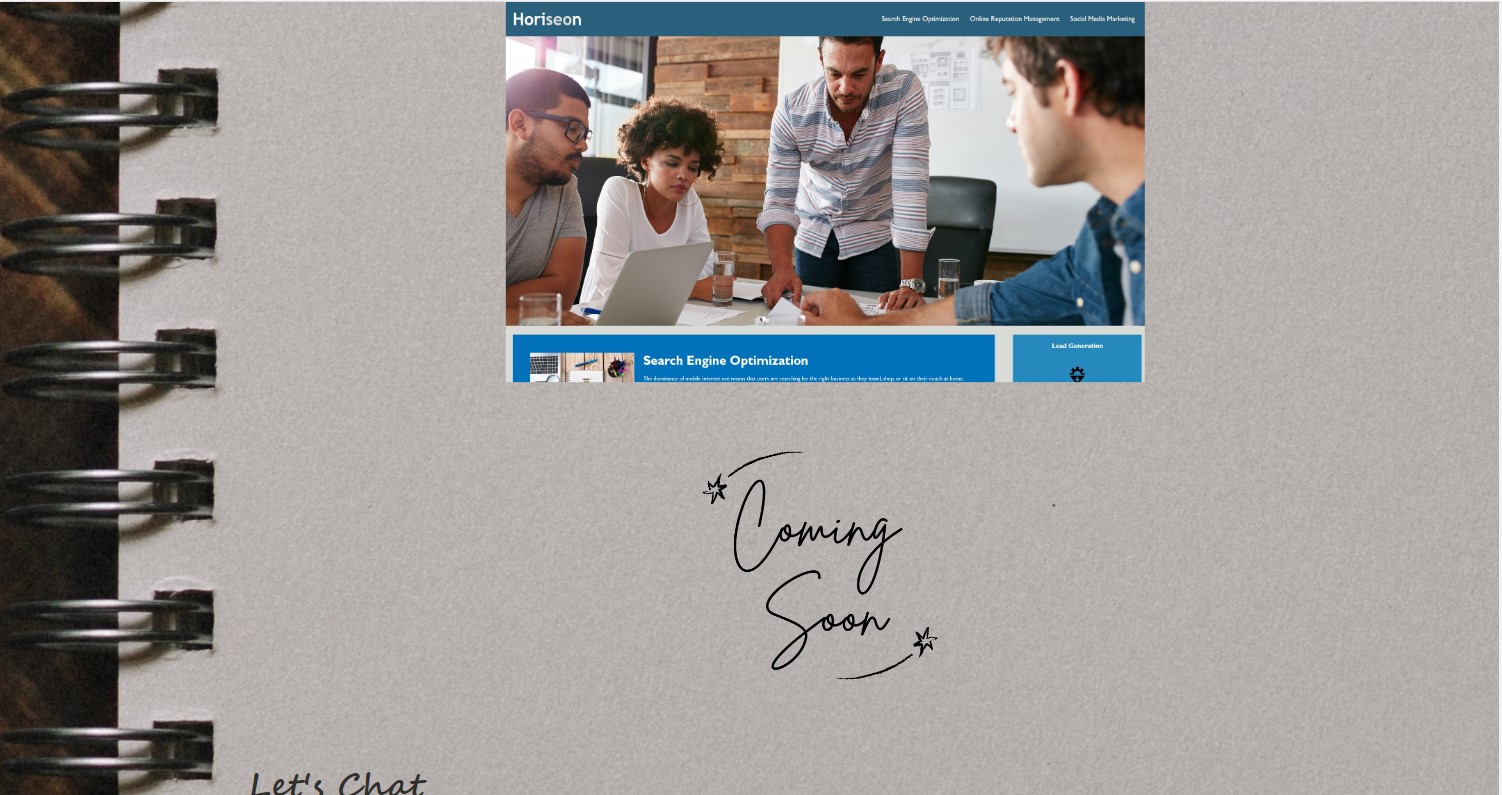 Horiseon
Search Engine Optimization Online Reputation Management Social Media Marketing
Search Engine Optimization
Lead Generation
The dominance of mobile internet use means that users are searching for the right business as they travel, shop, or sit on their couch at home.
Coming
Soon
Let's Chat